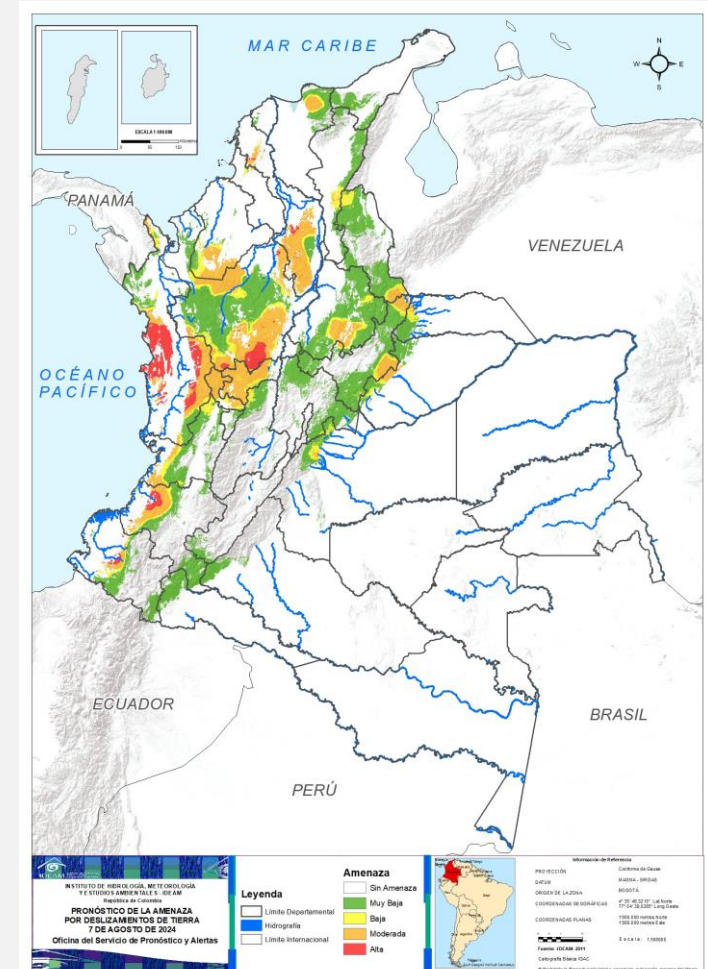 MAR CARIBE
N
W
E
S
PANAMÁ
VENEZUELA
OCÉANO
PACÍFICO
ECUADOR
BRASIL
PERÚ
IDEAM
INSTITUTO DE HIDROLOGÍA, METEOROLOGÍA
Y ESTUDIOS AMBIENTALES - IDEAM
República de Colombia
PRONÓSTICO DE LA AMENAZA
POR DESLIZAMIENTOS DE TIERRA
7 DE AGOSTO DE 2024
Oficina del Servicio de Pronóstico y Alertas
Leyenda
Límite Departamental
Hidrografía
Límite Internacional
Amenaza
Sin Amenaza
Muy Baja
Baja
Moderada
Alta
Información de Referencia
PROYECCIÓN Conforme de Gauss
DATUM MAGNA - SIRGAS
ORIGEN DE LA ZONA BOGOTÁ
COORDENADAS GEOGRÁFICAS
COORDENADAS PLANAS
Fuente: IDEAM 2011
Cartografía Básica IGAC